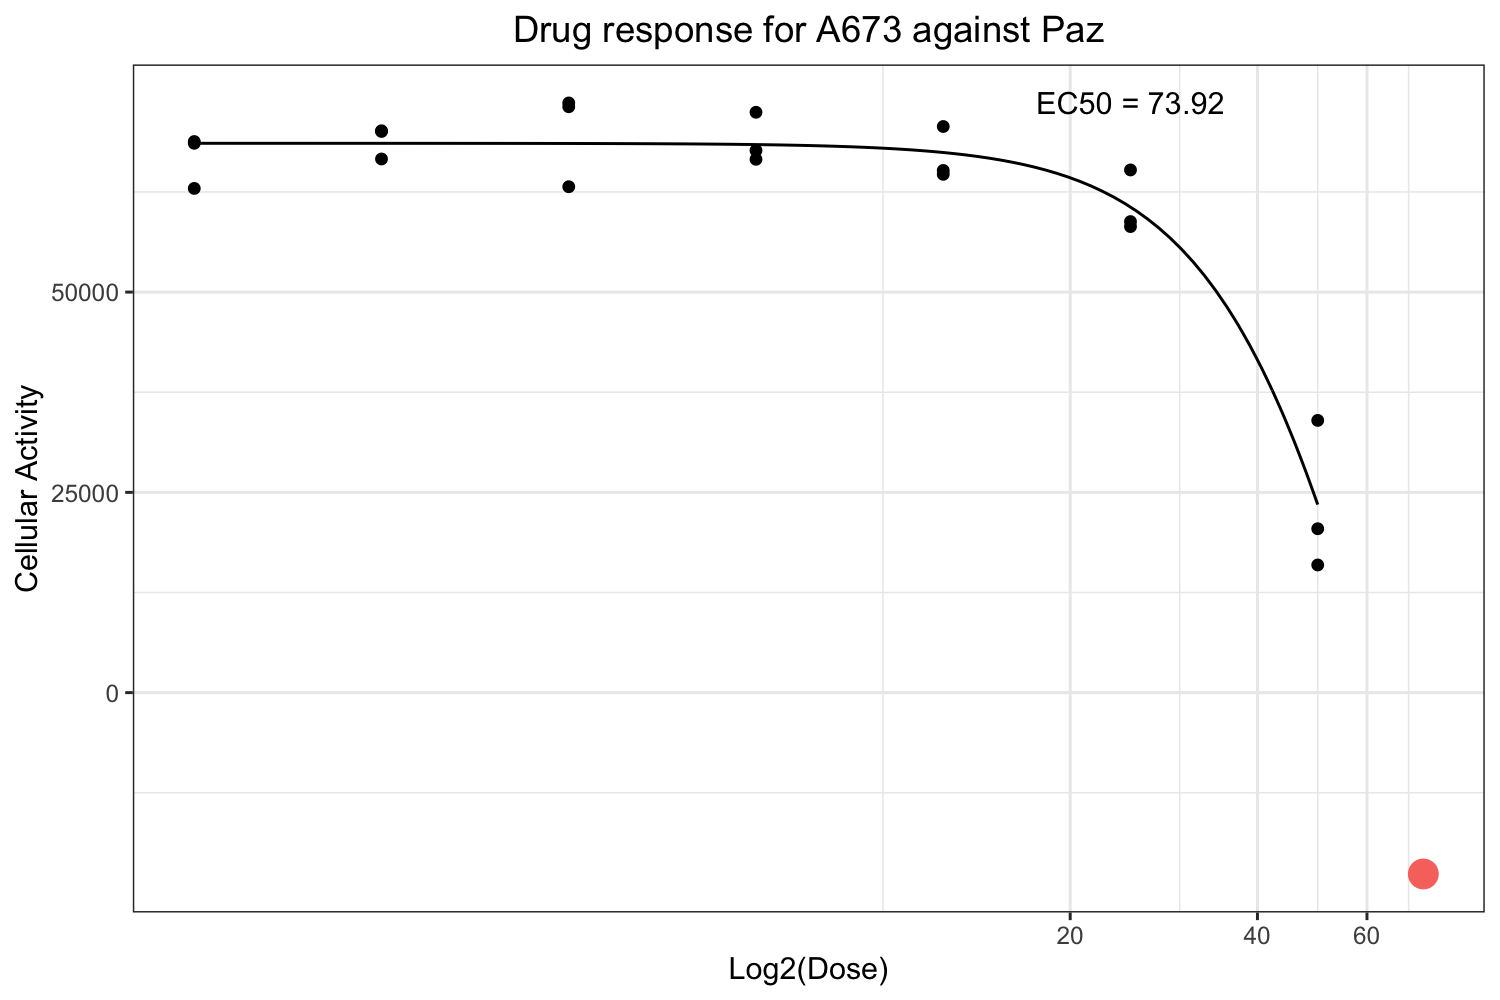 Drug response for A673 against Paz
EC50 = 73.92
50000
25000
0
Cellular Activity
20 40 60
Log2(Dose)